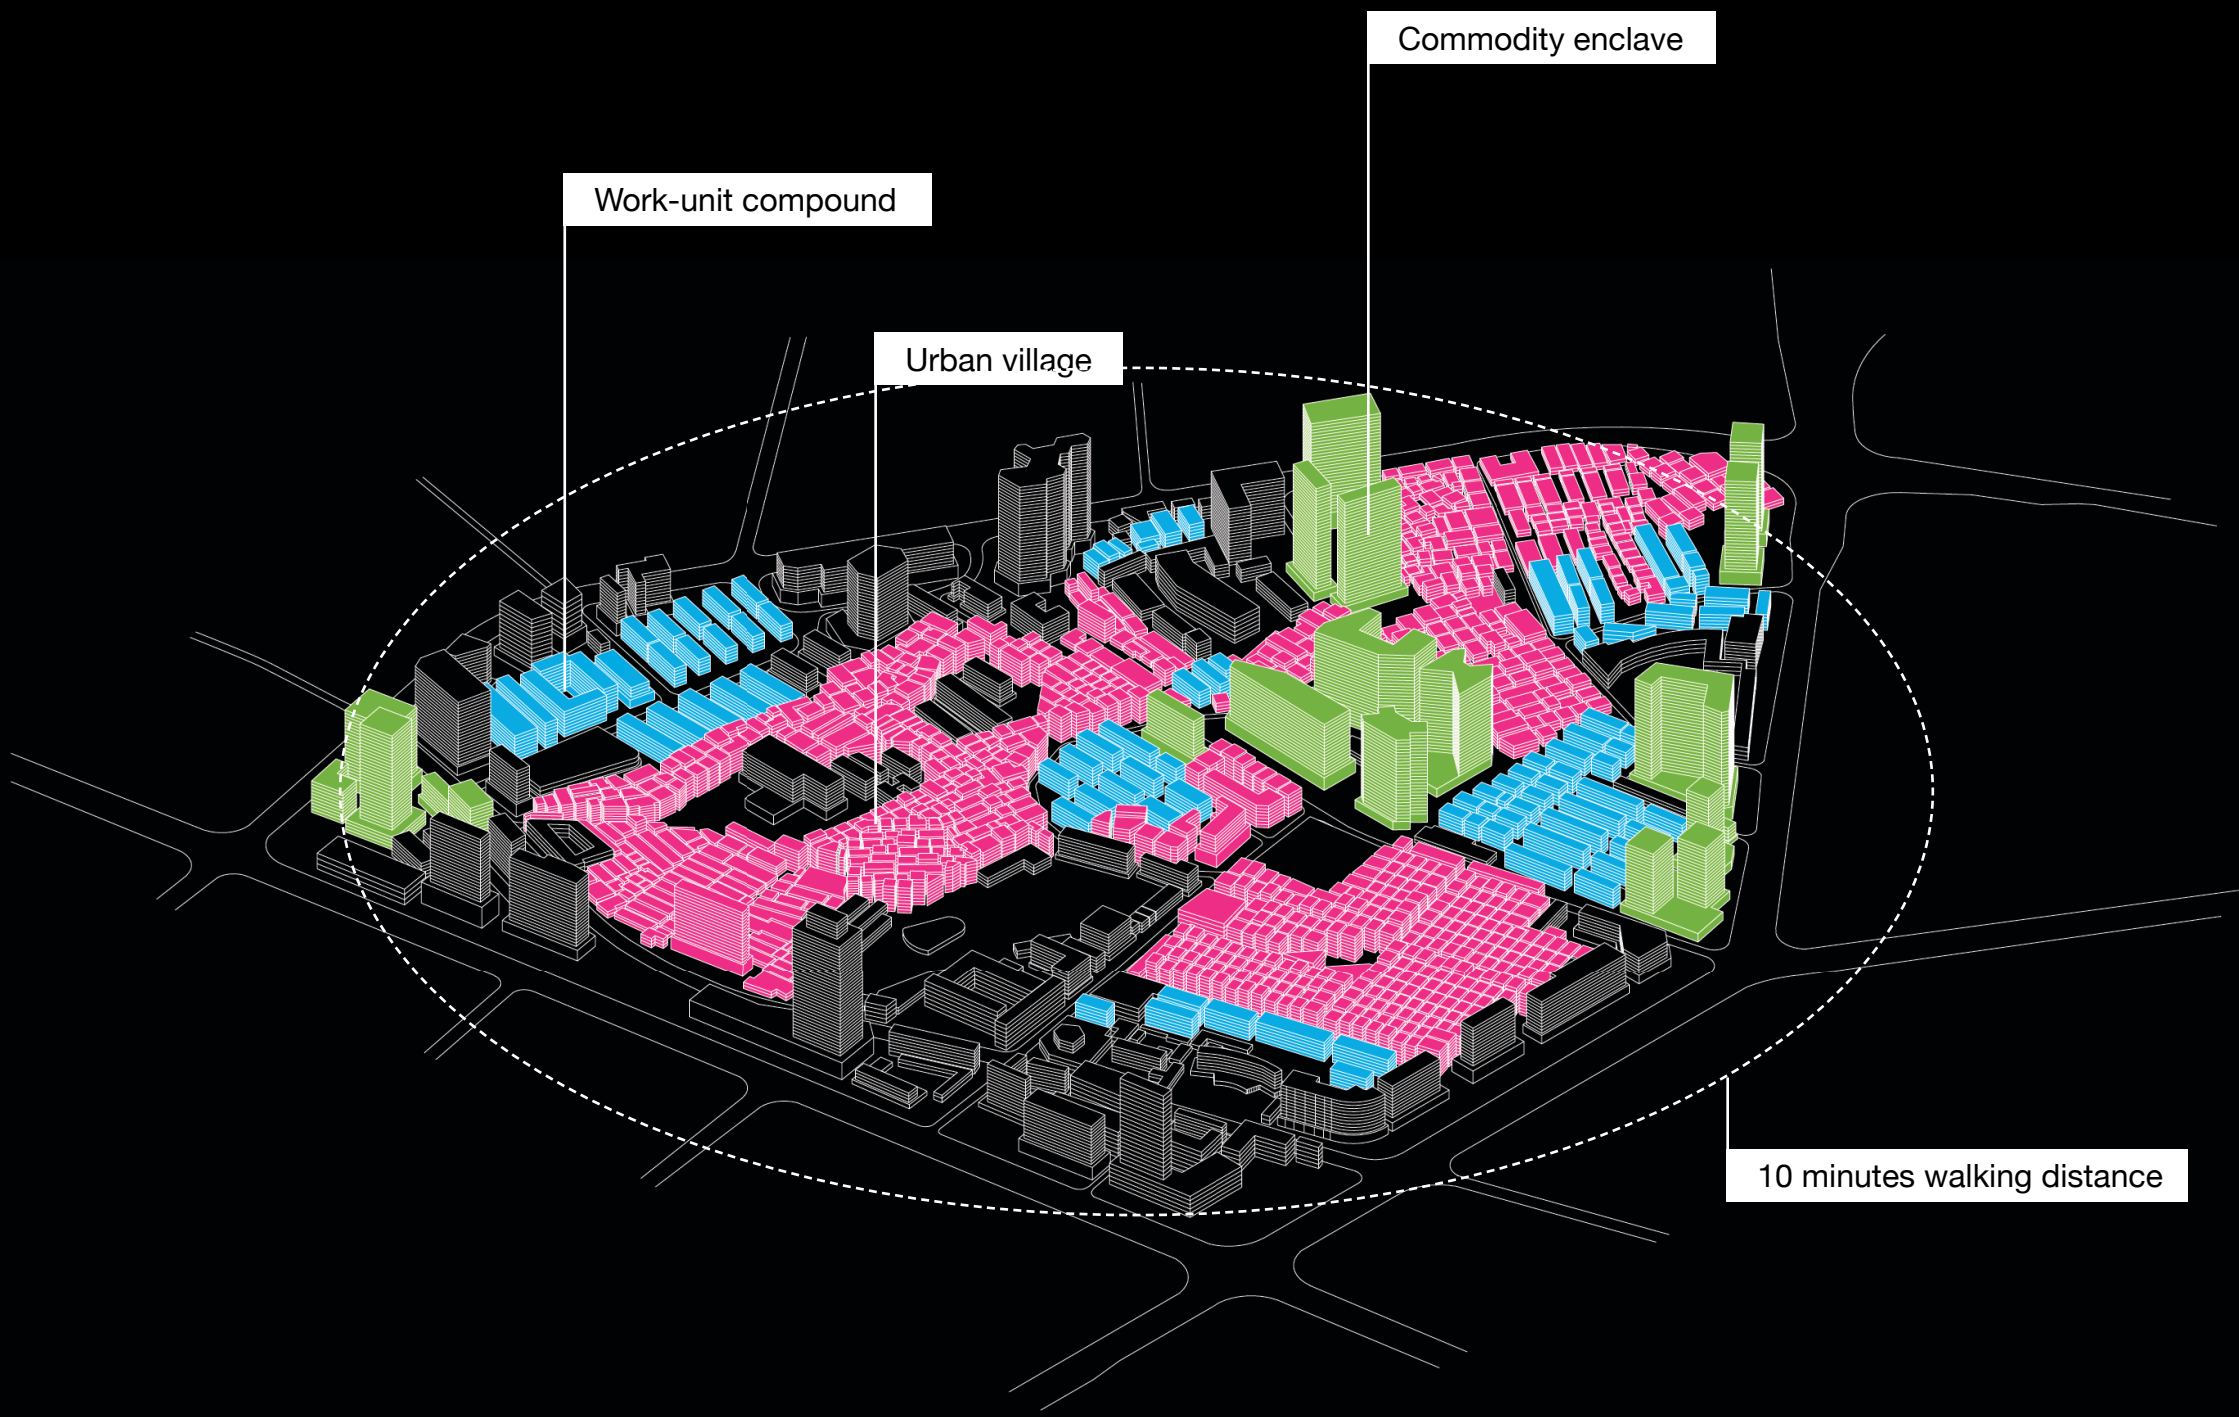 Commodity enclave
Work-unit compound
Urban village
10 minutes walking distance